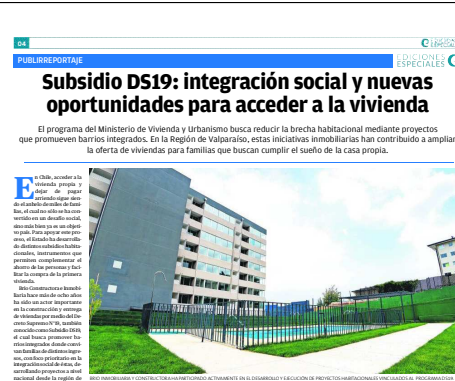 04
EDICIONES
ESPECIALES
PUBLIRREPORTAJE
EDICIONES
ESPECIALES
Subsidio DS19: integración social y nuevas
oportunidades para acceder a la vivienda
El programa del Ministerio de Vivienda y Urbanismo busca reducir la brecha habitacional mediante proyectos
que promueven barrios integrados. En la Región de Valparaíso, estas iniciativas inmobiliarias han contribuido a ampliar
la oferta de viviendas para familias que buscan cumplir el sueño de la casa propia.
En Chile, acceder a la
vivienda propia y
dejar de pagar
arriendo sigue sien-
do el anhelo de miles de fami-
lias, el cual no sólo se ha con-
vertido en un desafío social,
sino más bien ya es un objeti-
vo país. Para apoyar este pro-
ceso, el Estado ha desarrolla-
do distintos subsidios habita-
cionales, instrumentos que
permiten complementar el
ahorro de las personas y faci-
litar la compra de la primera
vivienda.
Brio Constructora e Inmobi-
liaria hace más de ocho años
ha sido un actor importante
en la construcción y entrega
de viviendas por medio del De-
creto Supremo N°19, también
conocido como Subsidio DS19,
el cual busca promover ba-
rrios integrados donde convi-
van familias de distintos ingre-
sos, con foco prioritario en la
integración social de éstas, de-
sarrollando proyectos a nivel
nacional desde la región de
BRIO INMOBILIARIA Y CONSTRUCTORA HA PARTICIPADO ACTIVAMENTE EN EL DESARROLLO Y EJECUCIÓN DE PROYECTOS HABITACIONALES VINCULADOS AL PROGRAMA DS19.